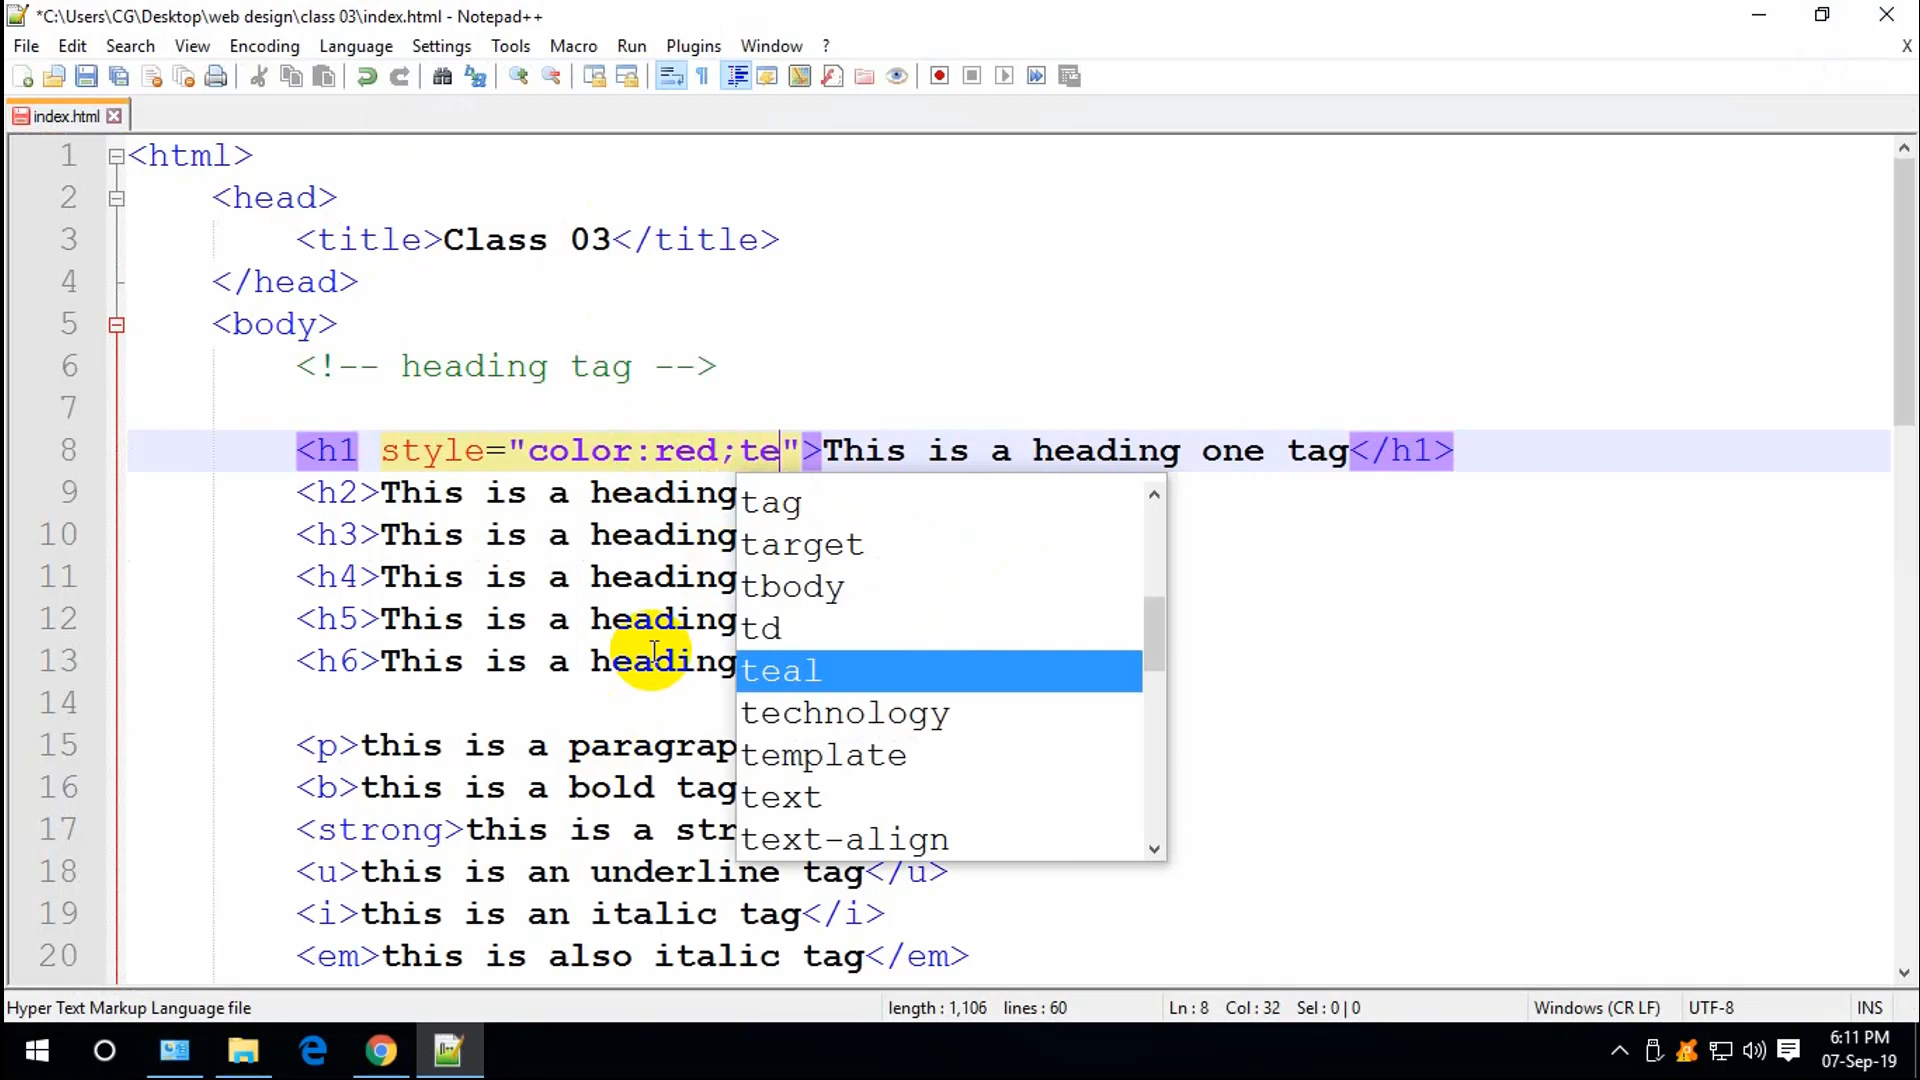 *C:\Users\CG\Desktop\web design\class 03\index.html - Notepad++
File Edit Search View Encoding Language Settings Tools Macro Run Plugins Window ? X
index.html
1 <html>
2 <head>
3 <title>Class 03</title>
4 </head>
5 <body>
6 <!-- heading tag -->
7
8 <h1 style="color:red;te">This is a heading one tag</h1>
9 <h2>This is a heading
10 <h3>This is a heading
11 <h4>This is a heading
12 <h5>This is a heading
13 <h6>This is a heading
14
15 <p>this is a paragrap
16 <b>this is a bold tag
17 <strong>this is a str
18 <u>this is an underline tag</u>
19 <i>this is an italic tag</i>
20 <em>this is also italic tag</em>
tag
target
tbody
td
teal
technology
template
text
text-align
Hyper Text Markup Language file length : 1,106 lines : 60 Ln : 8 Col : 32 Sel : 0 | 0 Windows (CR LF) UTF-8 INS
6:11 PM
07-Sep-19